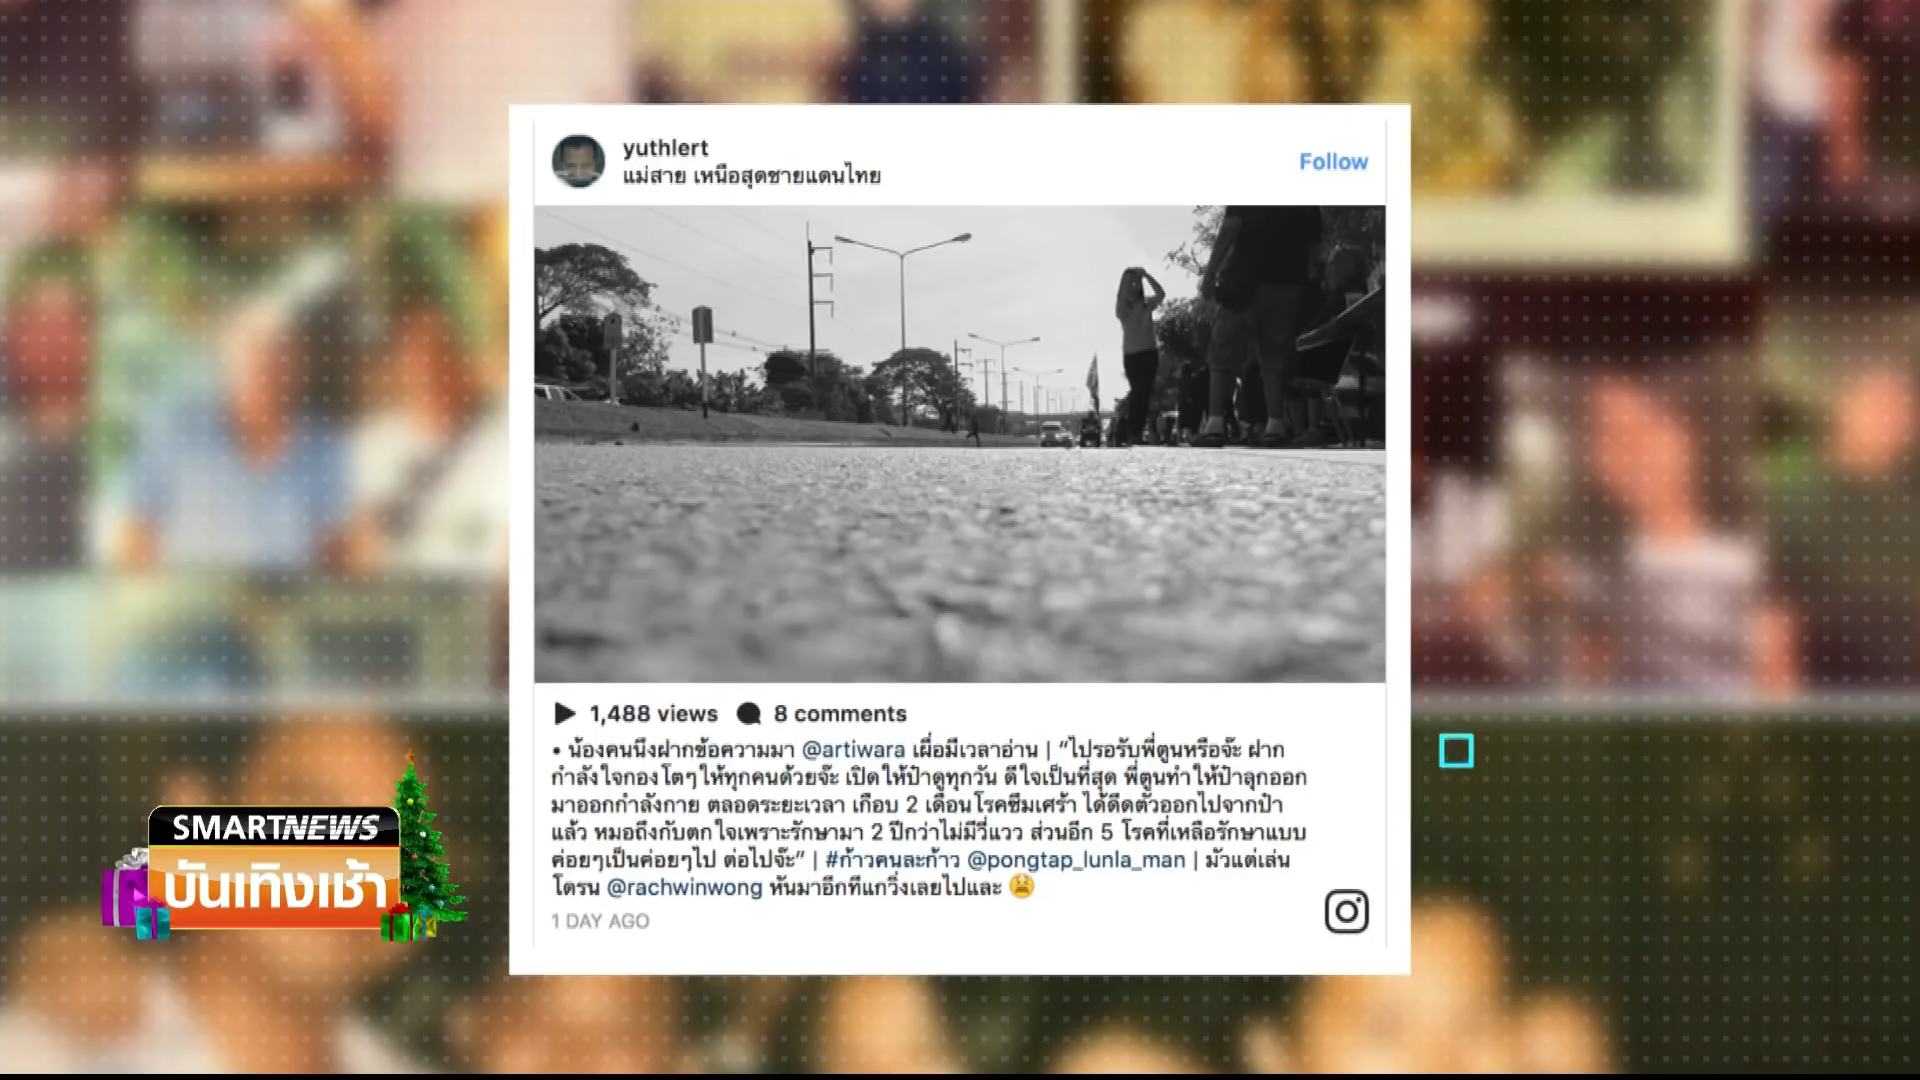 yuthlert
แม่สาย เหนือสุดชายแดนไทย
Follow
1,488 views 8 comments
• น้องคนนึงฝากข้อความมา @artiwara เผื่อมีเวลาอ่าน | “ไปรอรับพี่ตูนหรือจ๊ะ ฝาก
กำลังใจกองโตๆให้ทุกคนด้วยจ๊ะ เปิดให้ป๋าดูทุกวัน ดีใจเป็นที่สุด พี่ตูนทำให้ป๋าลุกออก
มาออกกำลังกาย ตลอดระยะเวลา เกือบ 2 เดือนโรคซึมเศร้า ได้ดีดตัวออกไปจากป๋า
แล้ว หมอถึงกับตกใจเพราะรักษามา 2 ปีกว่าไม่มีวี่แวว ส่วนอีก 5 โรคที่เหลือรักษาแบบ
ค่อยๆเป็นค่อยๆไป ต่อไปจ๊ะ” | #ก้าวคนละก้าว @pongtap_lunla_man | มัวแต่เล่น
โดรน @rachwinwong หันมาอีกทีแกวิ่งเลยไปและ 😫
1 DAY AGO
SMARTNEWS
บันเทิงเช้า